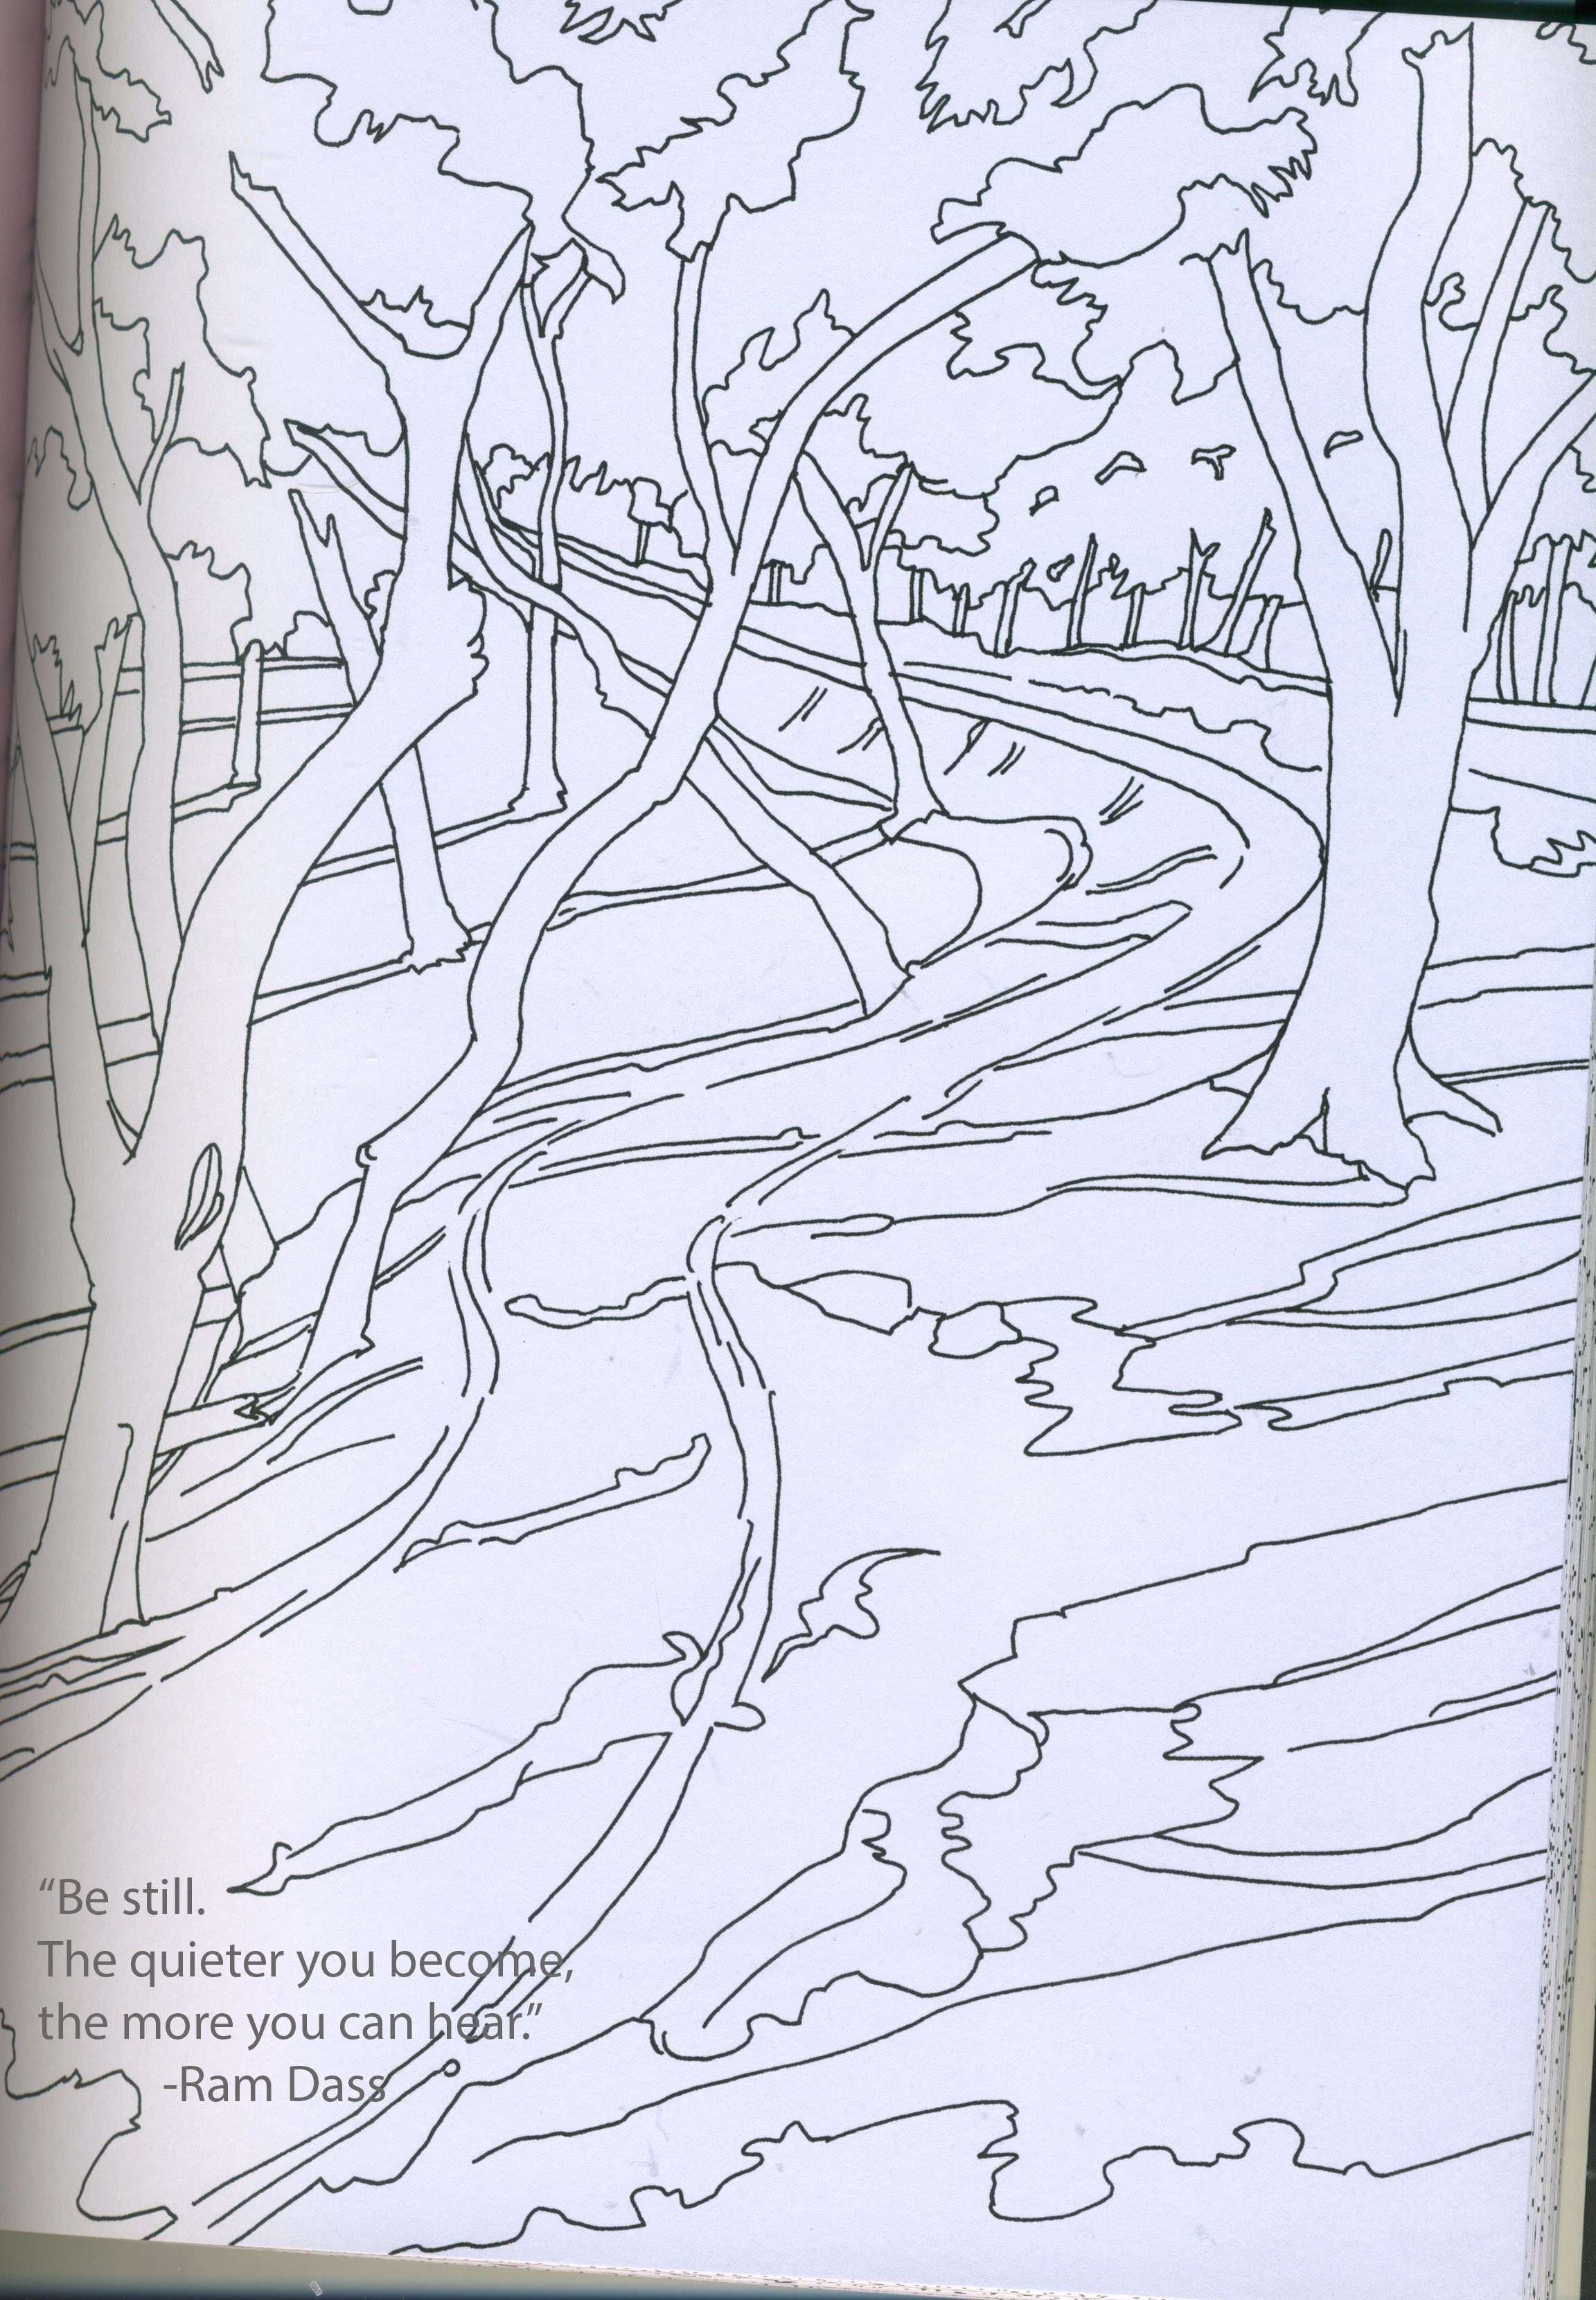 “Be still.
The quieter you become,
the more you can hear.”
-Ram Dass